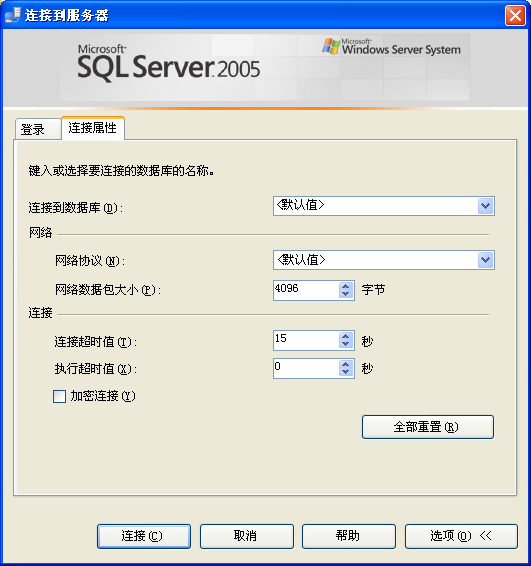 连接到服务器
Microsoft®
SQL Server 2005
Microsoft®
Windows Server System
登录
连接属性
键入或选择要连接的数据库的名称。
连接到数据库(D):
<默认值>
网络
网络协议(N):
<默认值>
网络数据包大小(P):
4096
字节
连接
连接超时值(T):
15
秒
执行超时值(X):
0
秒
加密连接(Y)
全部重置(R)
连接(C)
取消
帮助
选项(O) <<